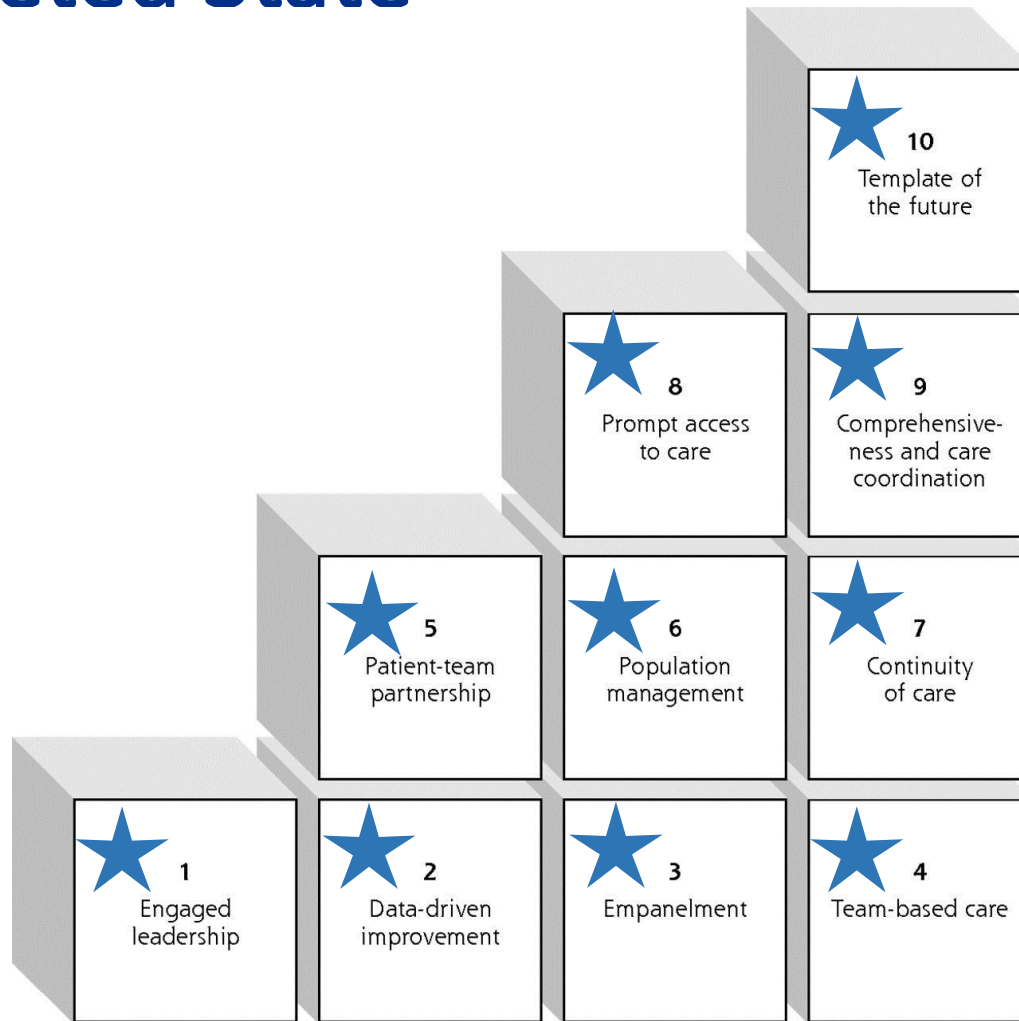 State
10
Template of
the future
8
Prompt access
to care
9
Comprehensive-
ness and care
coordination
5
Patient-team
partnership
6
Population
management
7
Continuity
of care
1
Engaged
leadership
2
Data-driven
improvement
3
Empanelment
4
Team-based care